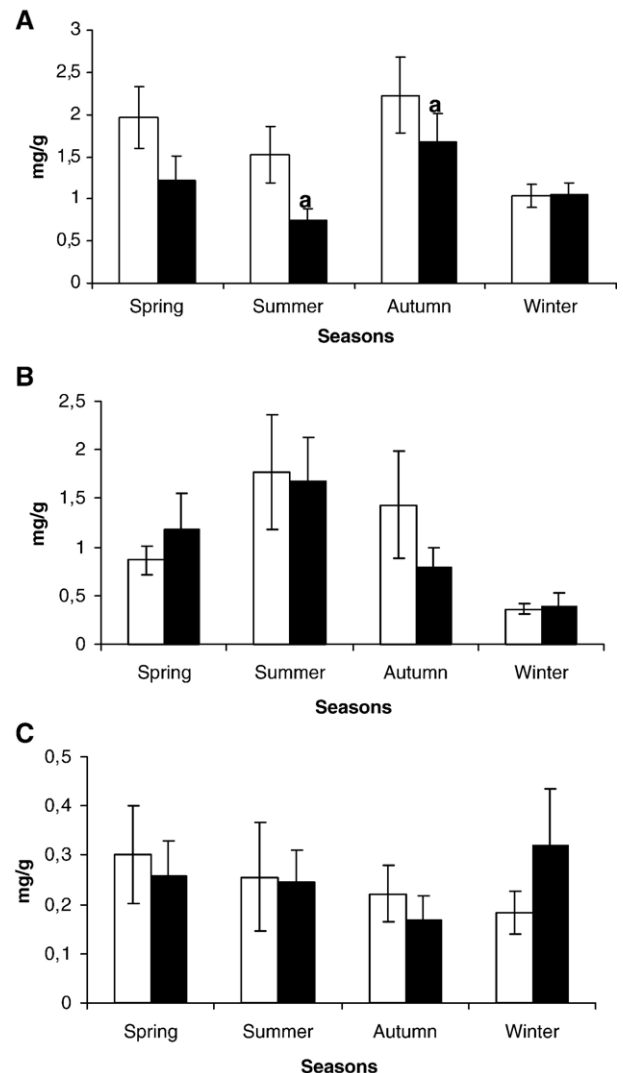 A
3
2,5
2
1,5
1
0,5
0
mg/g
a
a
Spring Summer Autumn Winter
Seasons
B
2,5
2
1,5
1
0,5
0
mg/g
Spring Summer Autumn Winter
Seasons
C
0,5
0,4
0,3
0,2
0,1
0
mg/g
Spring Summer Autumn Winter
Seasons